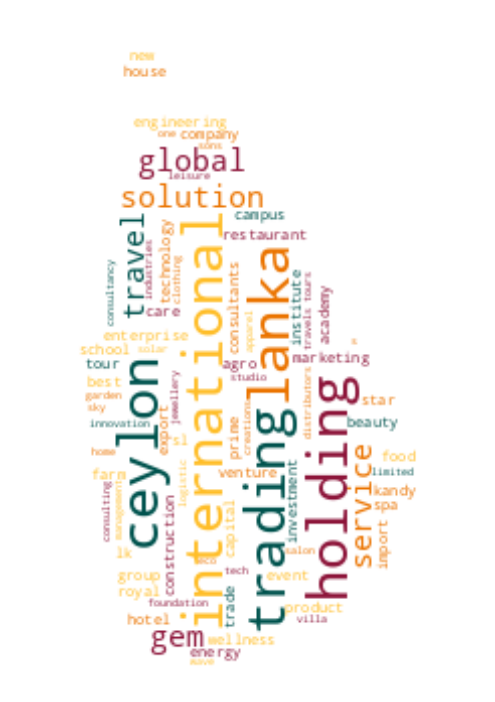 new
house
engineering
one company
sons
global
leisure
solution
campus
travel
international
restaurant
technology
industries
clothing
consultancy
care
consultants
lanka
institute
travels tours
academy
apparel
enterprise
school solar
tour
agro
studio
marketing
s
best
garden
sky
ceylon
jewellery
innovation
export
sl
home
prime
creations
trading
distributors
holding
star
beauty
farm
consulting
management
logistic
venture
investment
service
food
limited
kandy
spa
import
lk
construction
capital
salon
tech
event
group
royal
foundation
trade
product
villa
hotel
gem
wellness
energy